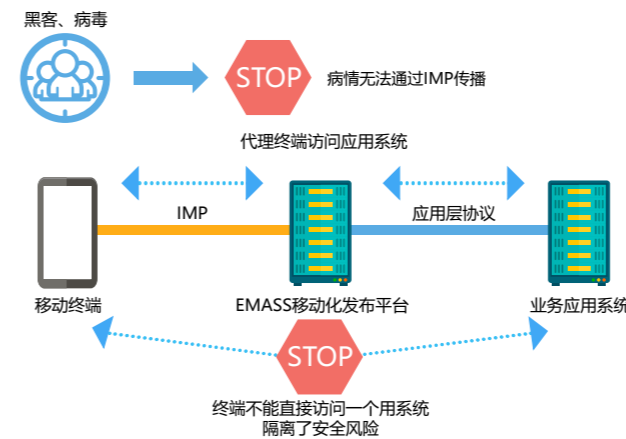 黑客、病毒
STOP
病情无法通过IMP传播
代理终端访问应用系统
IMP
应用层协议
移动终端
EMASS移动化发布平台
业务应用系统
STOP
终端不能直接访问一个用系统
隔离了安全风险